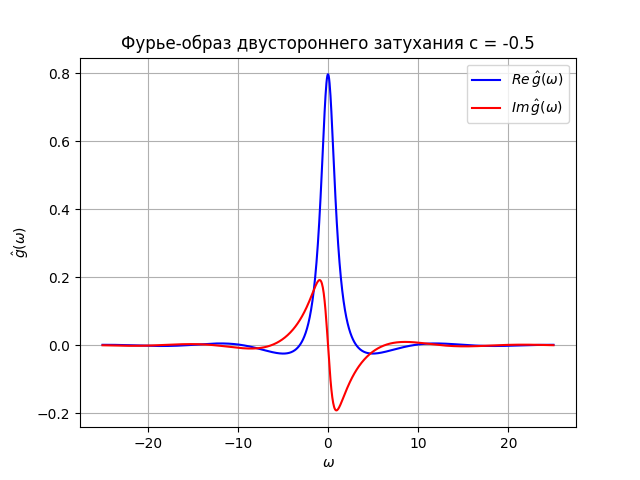 Фурье-образ двустороннего затухания c = -0.5
0.8
0.6
0.4
0.2
0.0
−0.2
ĝ(ω)
Re ĝ(ω)
Im ĝ(ω)
−20
−10
0
10
20
ω